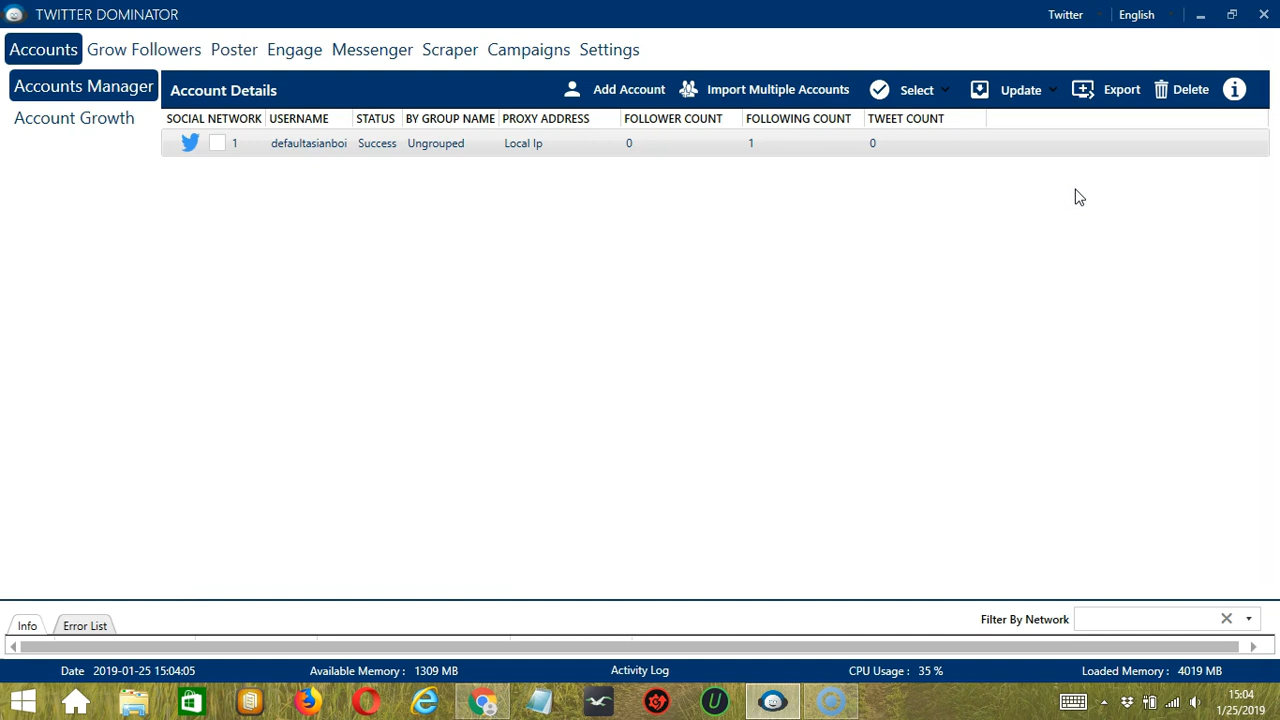 TWITTER DOMINATOR
Twitter English
Accounts Grow Followers Poster Engage Messenger Scraper Campaigns Settings
Accounts Manager
Account Growth
Account Details Add Account Import Multiple Accounts Select Update Export Delete
SOCIAL NETWORK USERNAME STATUS BY GROUP NAME PROXY ADDRESS FOLLOWER COUNT FOLLOWING COUNT TWEET COUNT
1 defaultasianboi Success Ungrouped Local Ip 0 1 0
Filter By Network
Info Error List
Date 2019-01-25 15:04:05 Available Memory : 1309 MB Activity Log CPU Usage : 35 % Loaded Memory : 4019 MB
15:04
1/25/2019